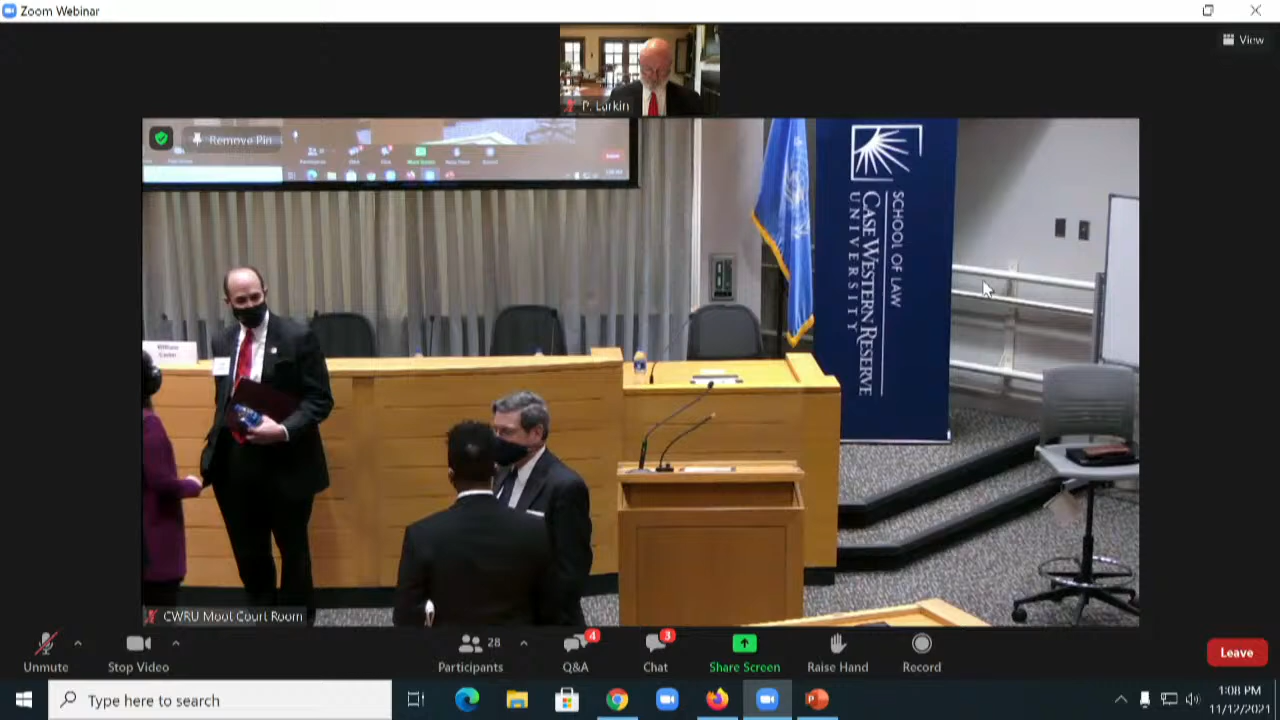 Zoom Webinar
View
P. Larkin
Remove Pin
SCHOOL OF LAW
CASE WESTERN RESERVE
UNIVERSITY
William
CWRU Moot Court Room
Unmute
Stop Video
28
Participants
4
Q&A
3
Chat
Share Screen
Raise Hand
Record
Leave
Type here to search
1:08 PM
11/12/2021